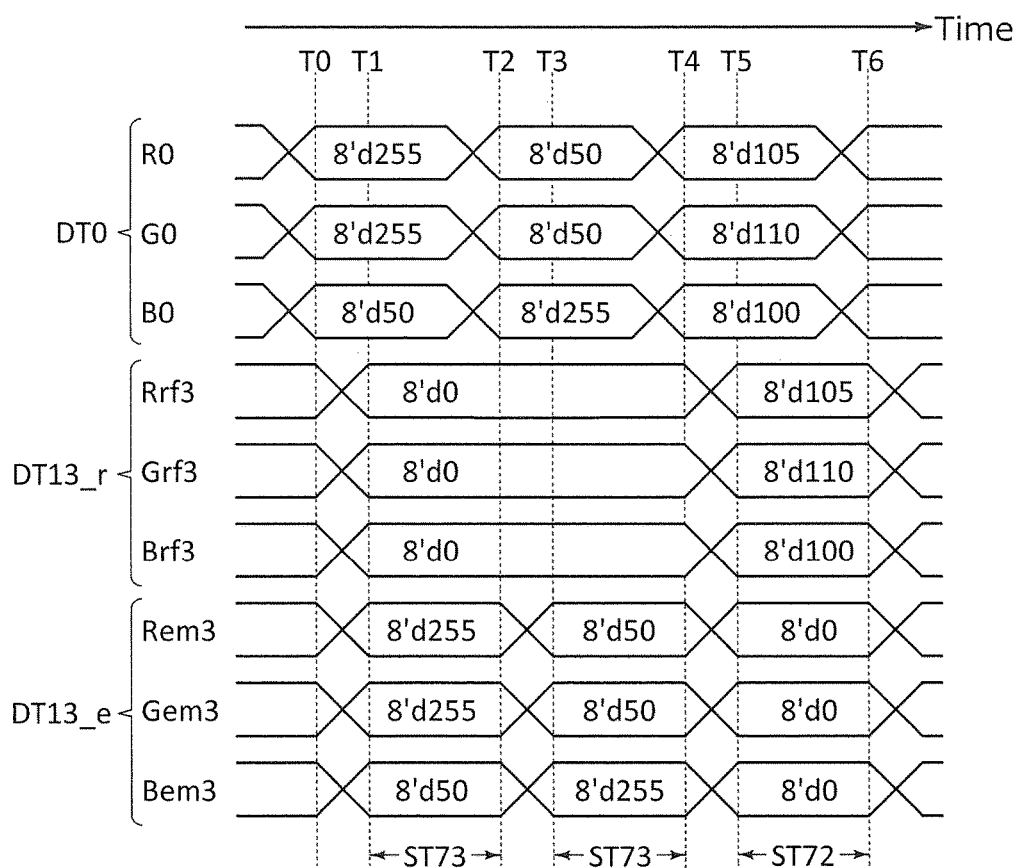 Time
T0 T1 T2 T3 T4 T5 T6
R0 8'd255 8'd50 8'd105
DT0 G0 8'd255 8'd50 8'd110
B0 8'd50 8'd255 8'd100
Rrf3 8'd0 8'd105
DT13_r Grf3 8'd0 8'd110
Brf3 8'd0 8'd100
Rem3 8'd255 8'd50 8'd0
DT13_e Gem3 8'd255 8'd50 8'd0
Bem3 8'd50 8'd255 8'd0
ST73 ST73 ST72